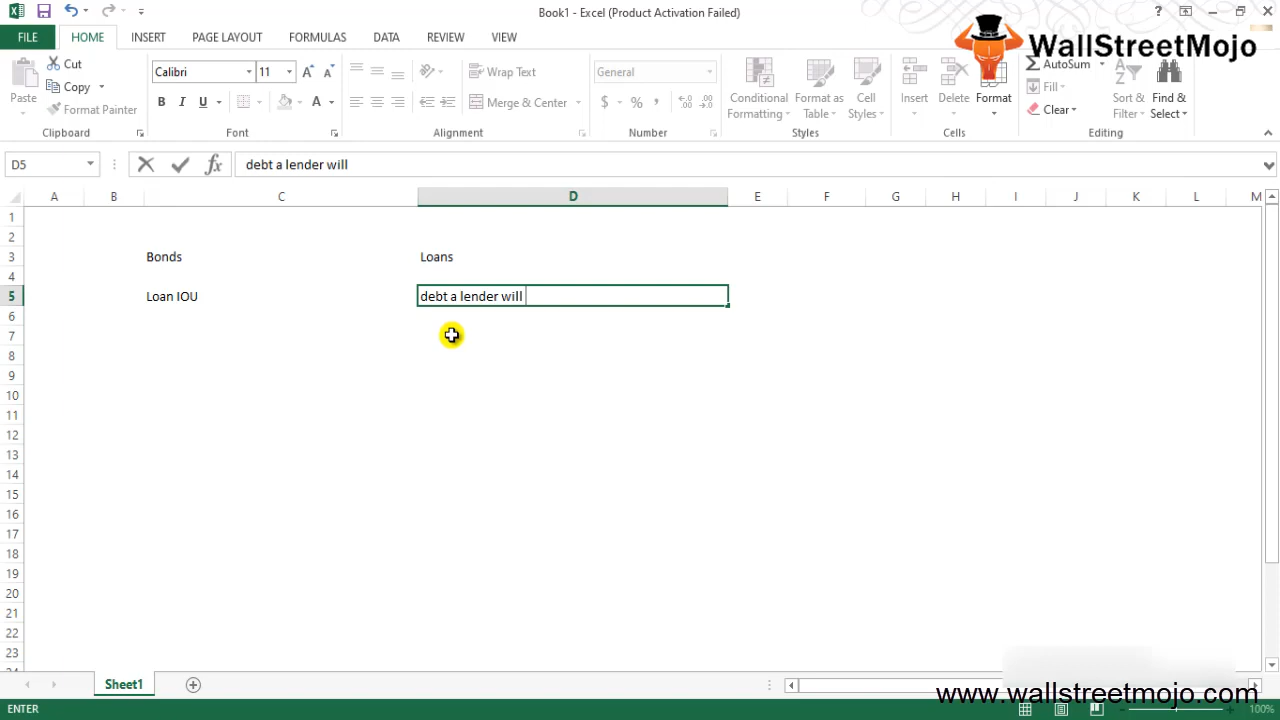 Book1 - Excel (Product Activation Failed)
?
FILE HOME INSERT PAGE LAYOUT FORMULAS DATA REVIEW VIEW
WallStreetMojo
Paste
Cut
Copy
Format Painter
Clipboard
Calibri 11
B I U
Font
Wrap Text
Merge & Center
Alignment
General
$ % ,
Number
Conditional Formatting
Format as Table
Cell Styles
Styles
Insert Delete Format
Cells
AutoSum
Fill
Clear
Sort & Filter
Find & Select
Editing
D5 fx debt a lender will
A B C D E F G H I J K L M
1
2
3 Bonds Loans
4
5 Loan IOU debt a lender will
6
7
8
9
10
11
12
13
14
15
16
17
18
19
20
21
22
23
24
Sheet1
www.wallstreetmojo.com
ENTER 100%